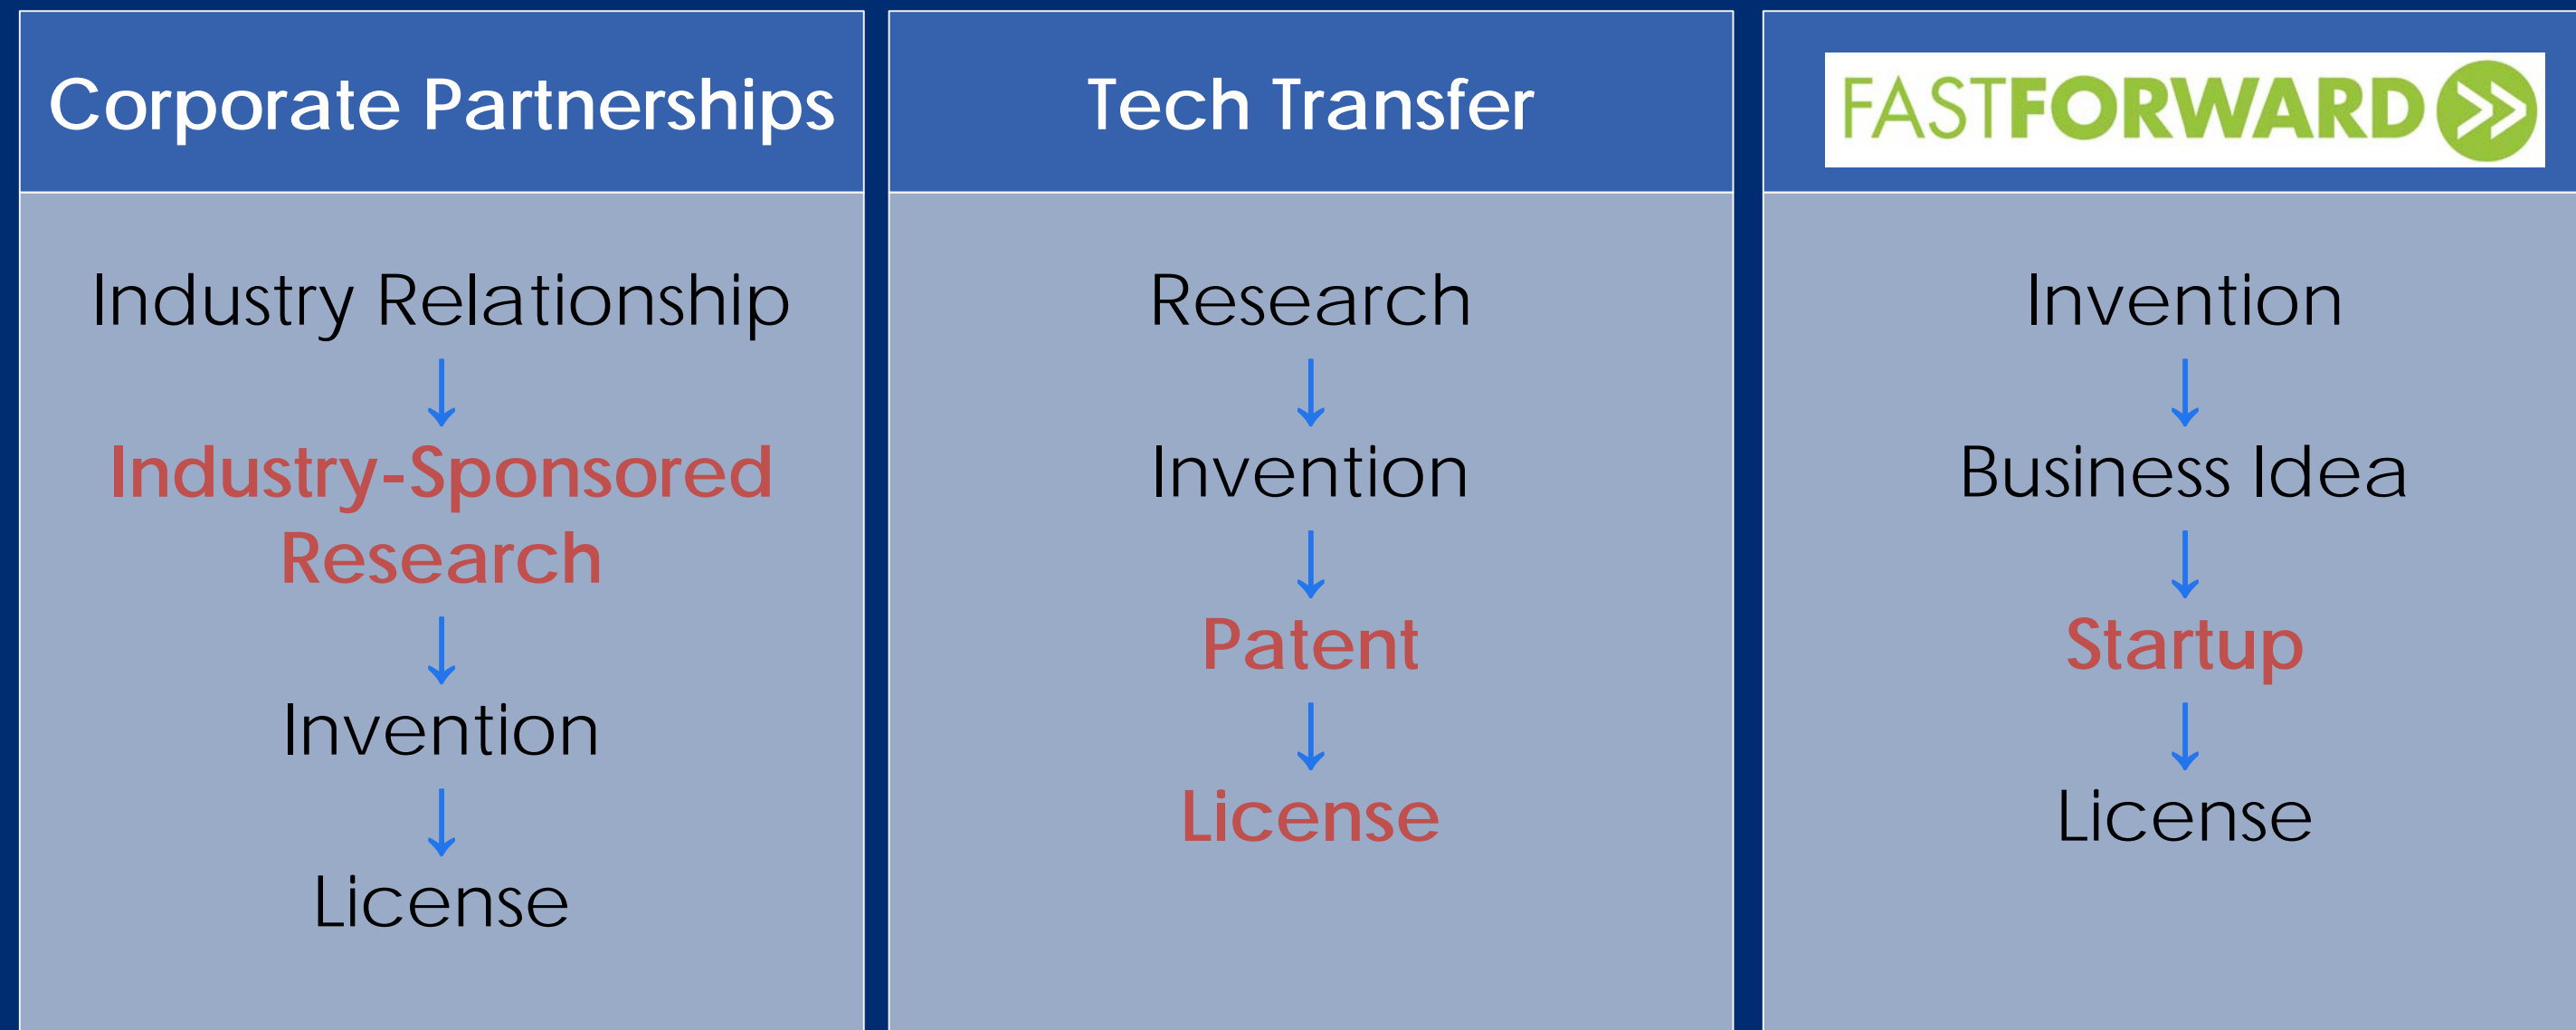 Corporate Partnerships
Industry Relationship
↓
Industry-Sponsored
Research
↓
Invention
↓
License
Tech Transfer
Research
↓
Invention
↓
Patent
↓
License
FASTFORWARD
Invention
↓
Business Idea
↓
Startup
↓
License